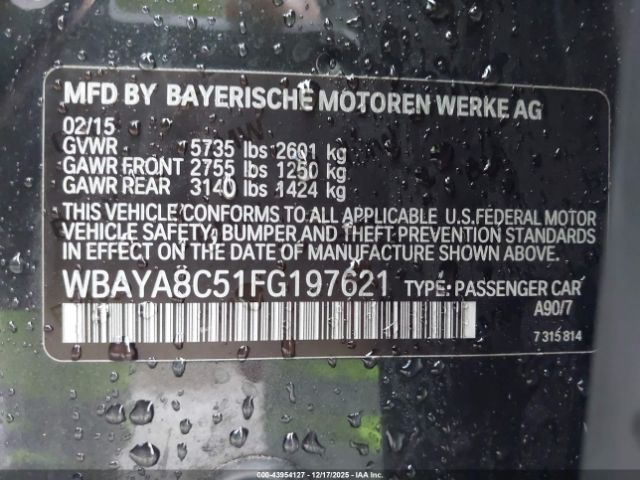 MFD BY BAYERISCHE MOTOREN WERKE AG
02/15
GVWR 5735 lbs 2601 kg
GAWR FRONT 2755 lbs 1250 kg
GAWR REAR 3140 lbs 1424 kg
THIS VEHICLE CONFORMS TO ALL APPLICABLE U.S.FEDERAL MOTOR
VEHICLE SAFETY, BUMPER AND THEFT PREVENTION STANDARDS
IN EFFECT ON THE DATE OF MANUFACTURE SHOWN ABOVE.
WBAYA8C51FG197621 TYPE: PASSENGER CAR
A90/7
7 315 814
00-43954127 - 12/17/2025 - IAA Inc.